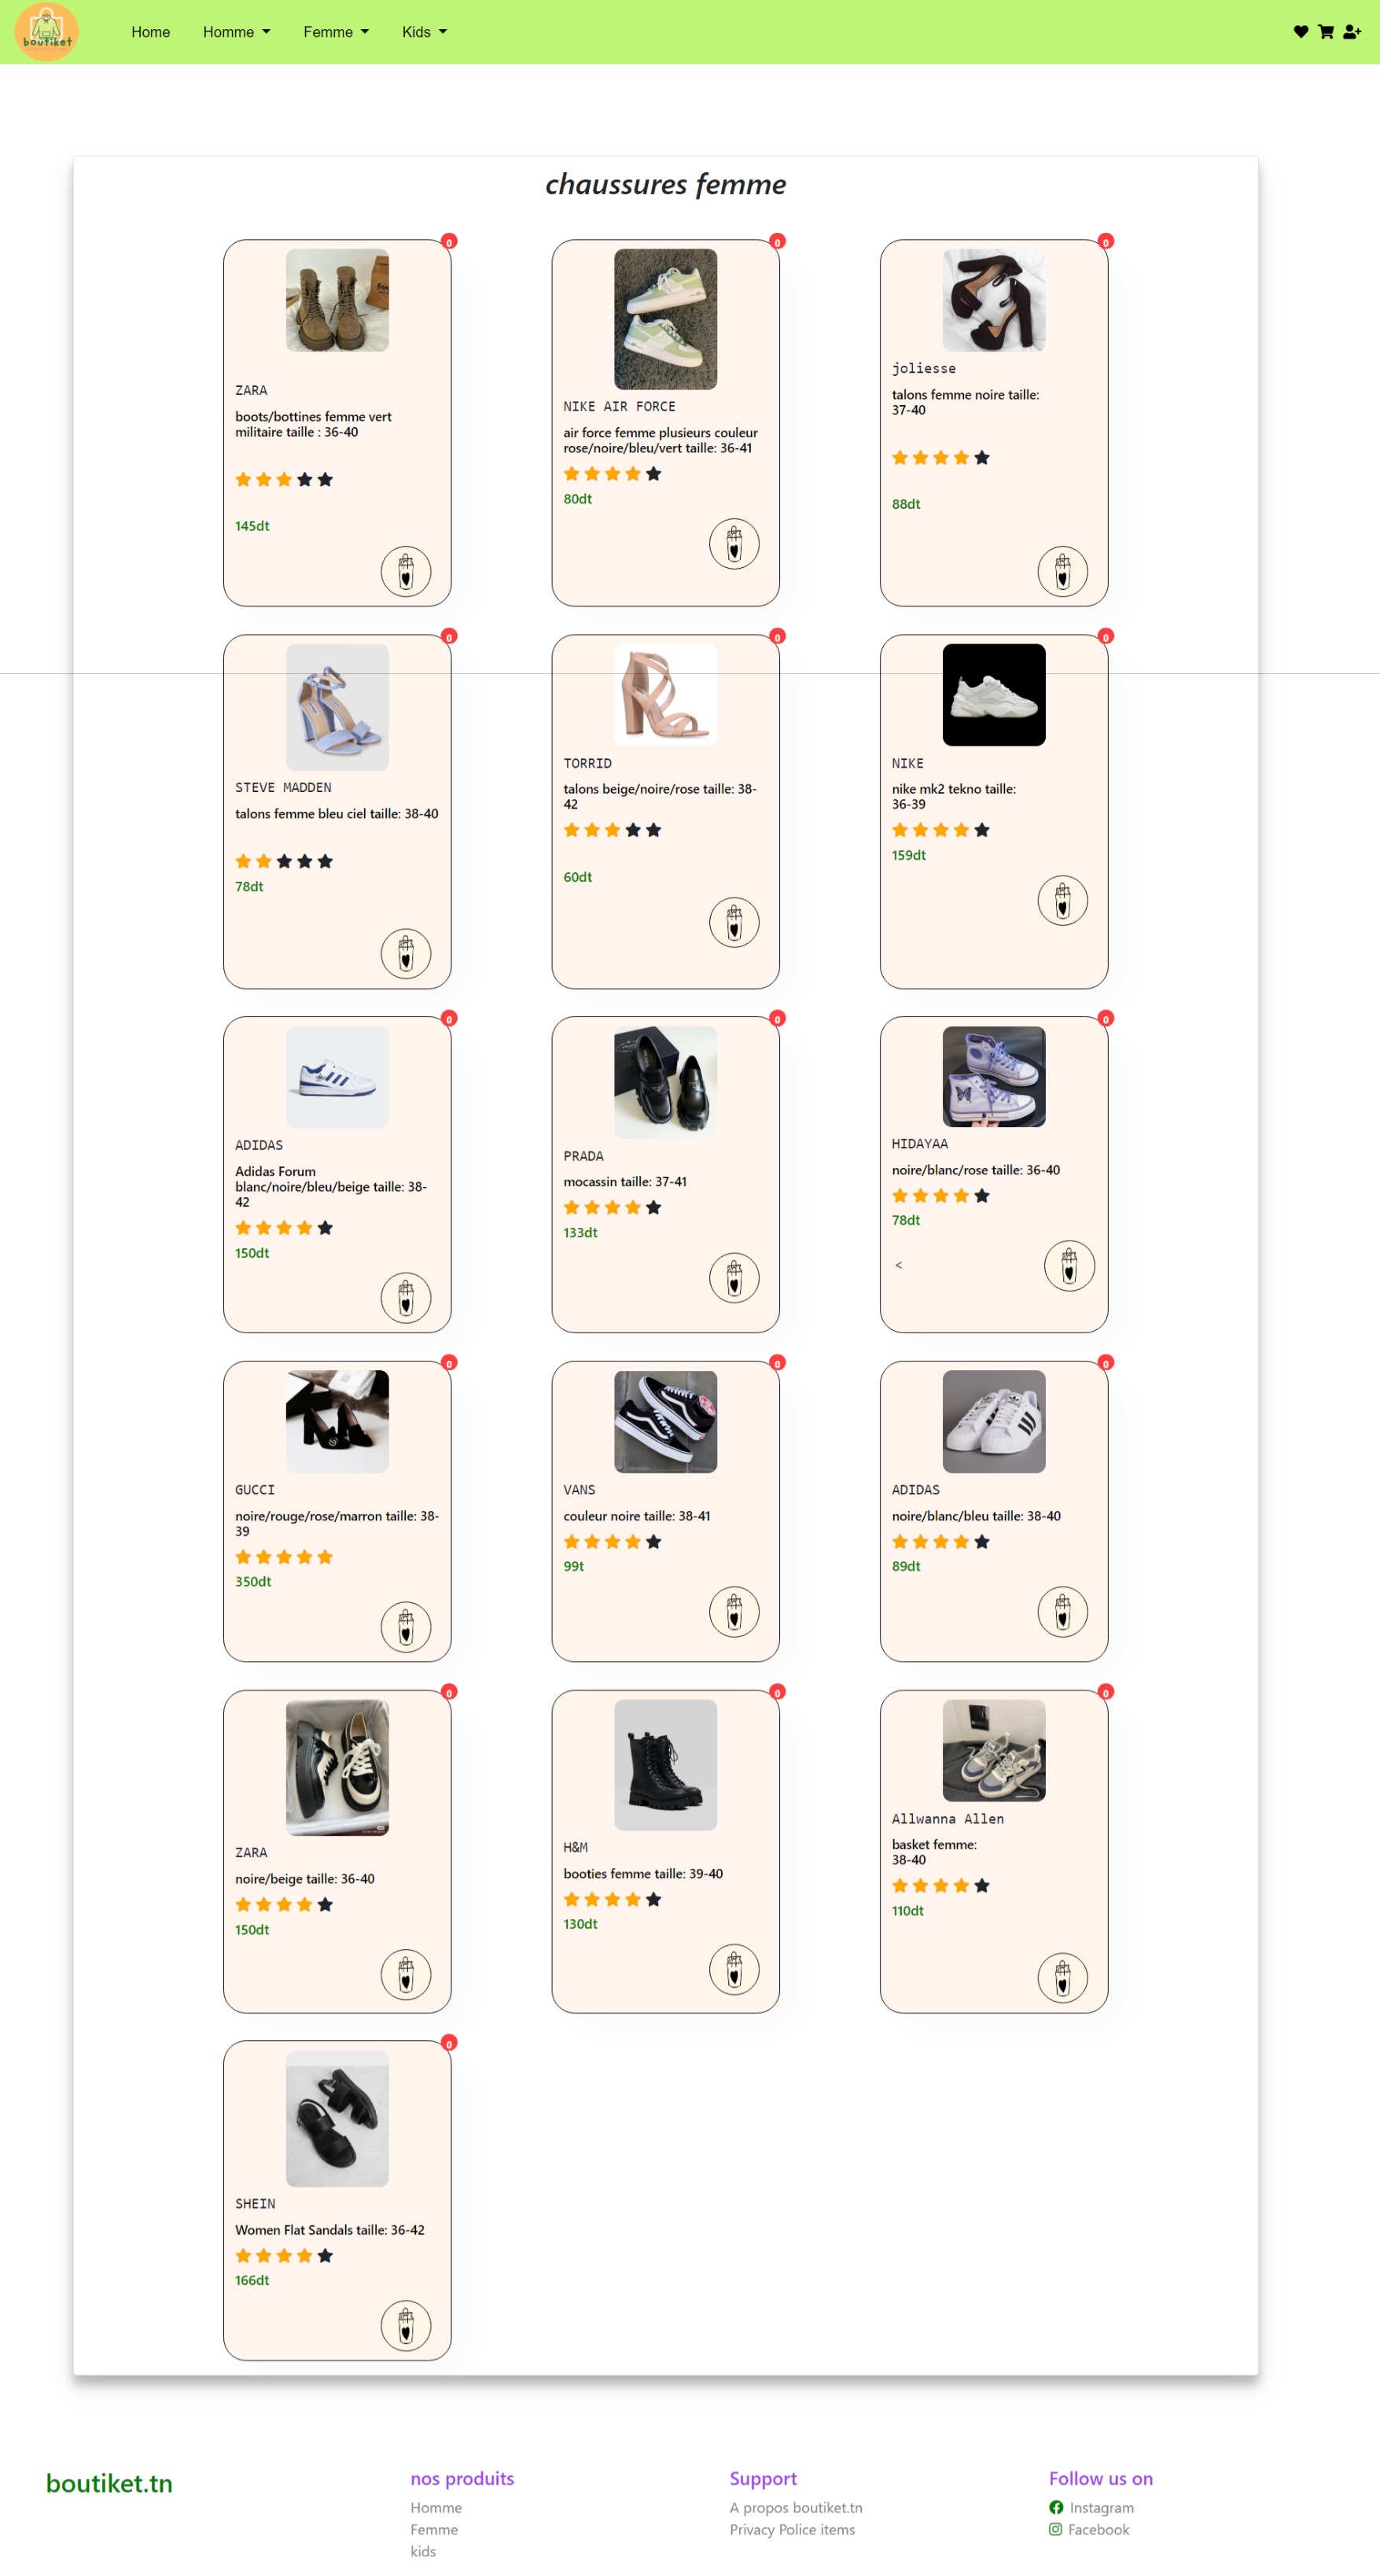 boutiket
Home
Homme
Femme
Kids
chaussures femme
0
ZARA
boots/bottines femme vert
militaire taille : 36-40
145dt
0
NIKE AIR FORCE
air force femme plusieurs couleur
rose/noire/bleu/vert taille: 36-41
80dt
0
joliesse
talons femme noire taille:
37-40
88dt
0
STEVE MADDEN
talons femme bleu ciel taille: 38-40
78dt
0
TORRID
talons beige/noire/rose taille: 38-
42
60dt
0
NIKE
nike mk2 tekno taille:
36-39
159dt
0
ADIDAS
Adidas Forum
blanc/noire/bleu/beige taille: 38-
42
150dt
0
PRADA
mocassin taille: 37-41
133dt
0
HIDAYAA
noire/blanc/rose taille: 36-40
78dt
<
0
GUCCI
noire/rouge/rose/marron taille: 38-
39
350dt
0
VANS
couleur noire taille: 38-41
99t
0
ADIDAS
noire/blanc/bleu taille: 38-40
89dt
0
ZARA
noire/beige taille: 36-40
150dt
0
H&M
booties femme taille: 39-40
130dt
0
Allwanna Allen
basket femme:
38-40
110dt
0
SHEIN
Women Flat Sandals taille: 36-42
166dt
boutiket.tn
nos produits
Homme
Femme
kids
Support
A propos boutiket.tn
Privacy Police items
Follow us on
Instagram
Facebook